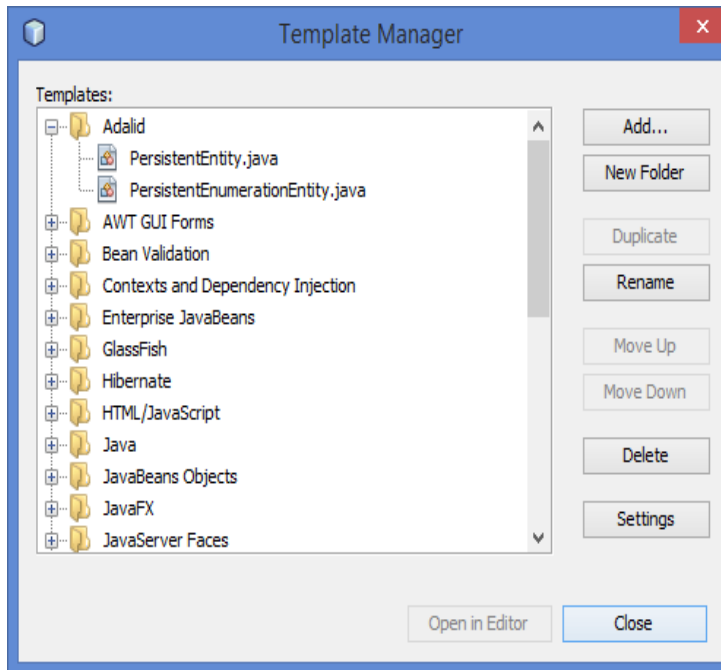 Template Manager
x
Templates:
Adalid
PersistentEntity.java
PersistentEnumerationEntity.java
AWT GUI Forms
Bean Validation
Contexts and Dependency Injection
Enterprise JavaBeans
GlassFish
Hibernate
HTML/JavaScript
Java
JavaBeans Objects
JavaFX
JavaServer Faces
Add...
New Folder
Duplicate
Rename
Move Up
Move Down
Delete
Settings
Open in Editor
Close